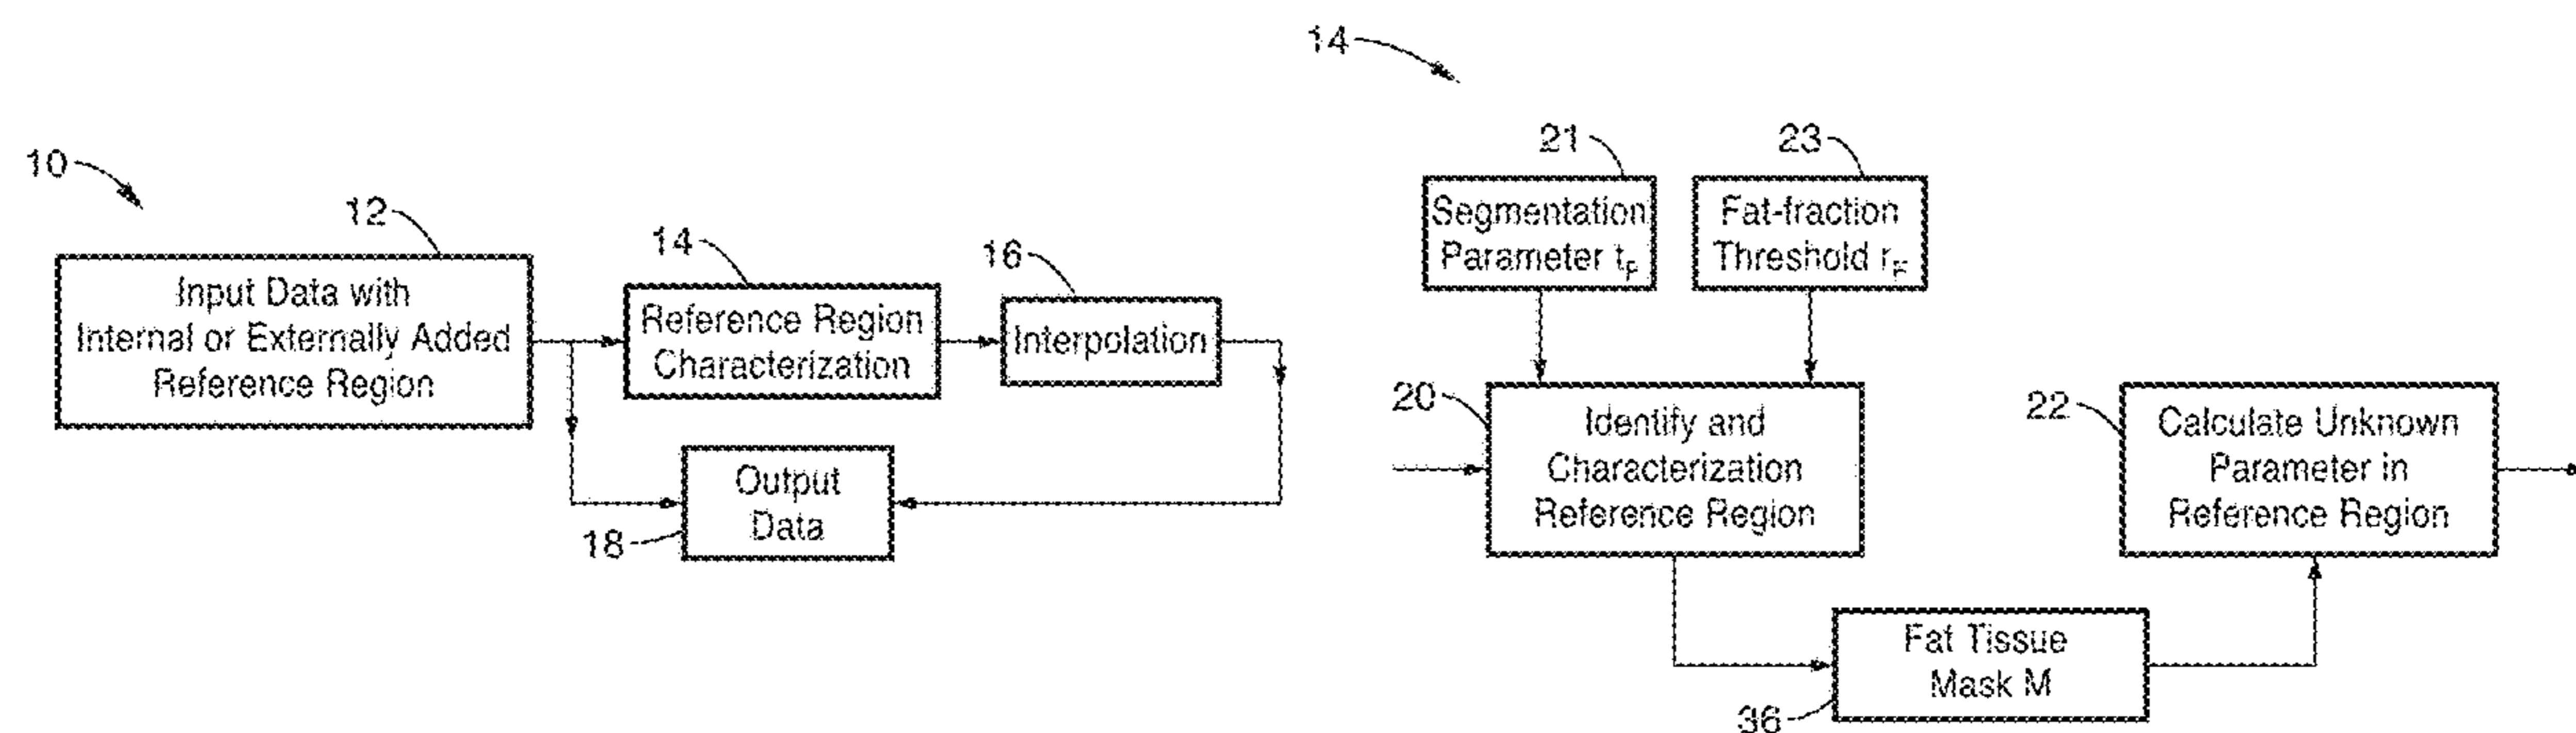 10
12
Input Data with
Internal or Externally Added
Reference Region
14
Reference Region
Characterization
16
Interpolation
Output
Data
18
14
21
Segmentation
Parameter tF
23
Fat-fraction
Threshold rF
20
Identify and
Characterization
Reference Region
22
Calculate Unknown
Parameter in
Reference Region
Fat Tissue
Mask M
36